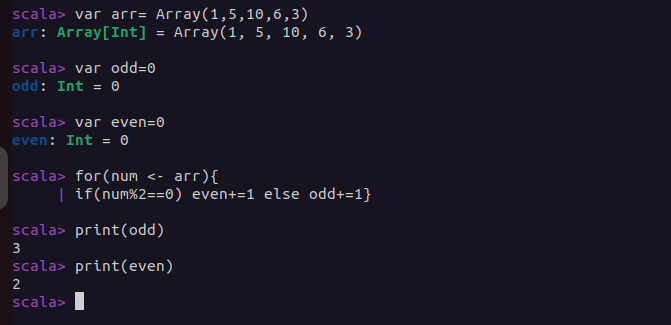 scala> var arr= Array(1,5,10,6,3)
arr: Array[Int] = Array(1, 5, 10, 6, 3)
scala> var odd=0
odd: Int = 0
scala> var even=0
even: Int = 0
scala> for(num <- arr){
| if(num%2==0) even+=1 else odd+=1}
scala> print(odd)
3
scala> print(even)
2
scala>